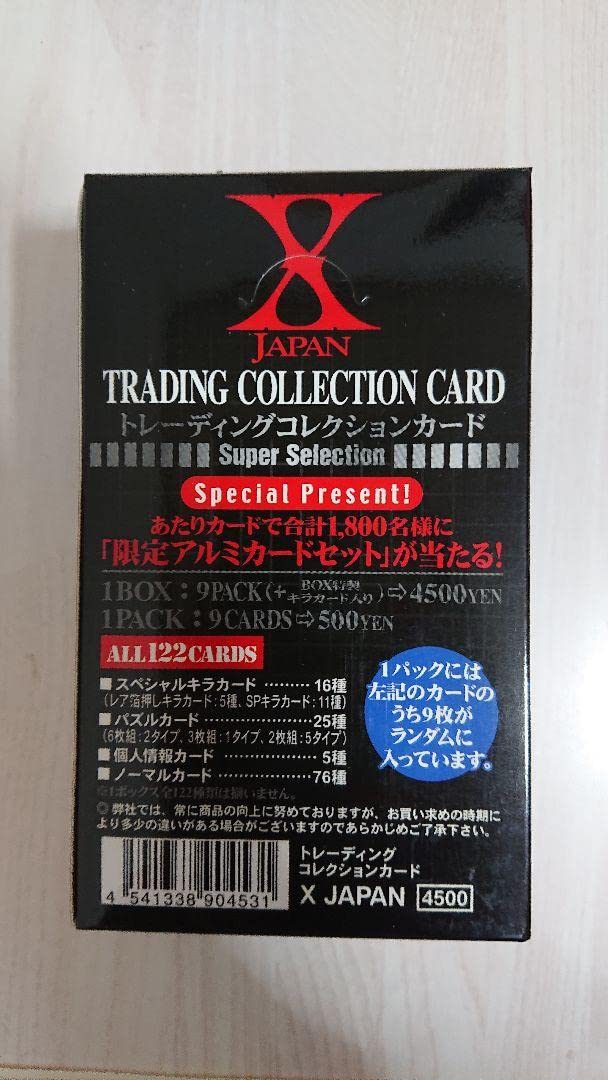 X
JAPAN
TRADING COLLECTION CARD
トレーディングコレクションカード
Super Selection
Special Present!
あたりカードで合計1,800名様に
「限定アルミカードセット」が当たる!
1BOX:9PACK(+BOX特製キラカード入り)⇨4500YEN
1PACK:9CARDS⇨500YEN
ALL122CARDS
■スペシャルキラカード ………16種
(レア箔押しキラカード:5種、SPキラカード:11種)
■パズルカード………………25種
(6枚組:2タイプ、3枚組:1タイプ、2枚組:5タイプ)
■個人情報カード……………5種
■ノーマルカード ……………76種
※1ボックス全122種類は揃いません。
1パックには
左記のカードの
うち9枚が
ランダムに
入っています。
◎弊社では、常に商品の向上に努めておりますが、お買い求めの時期に
より多少の違いがある場合がございますのであらかじめご了承下さい。
4 541338 904531
トレーディング
コレクションカード
X JAPAN 4500